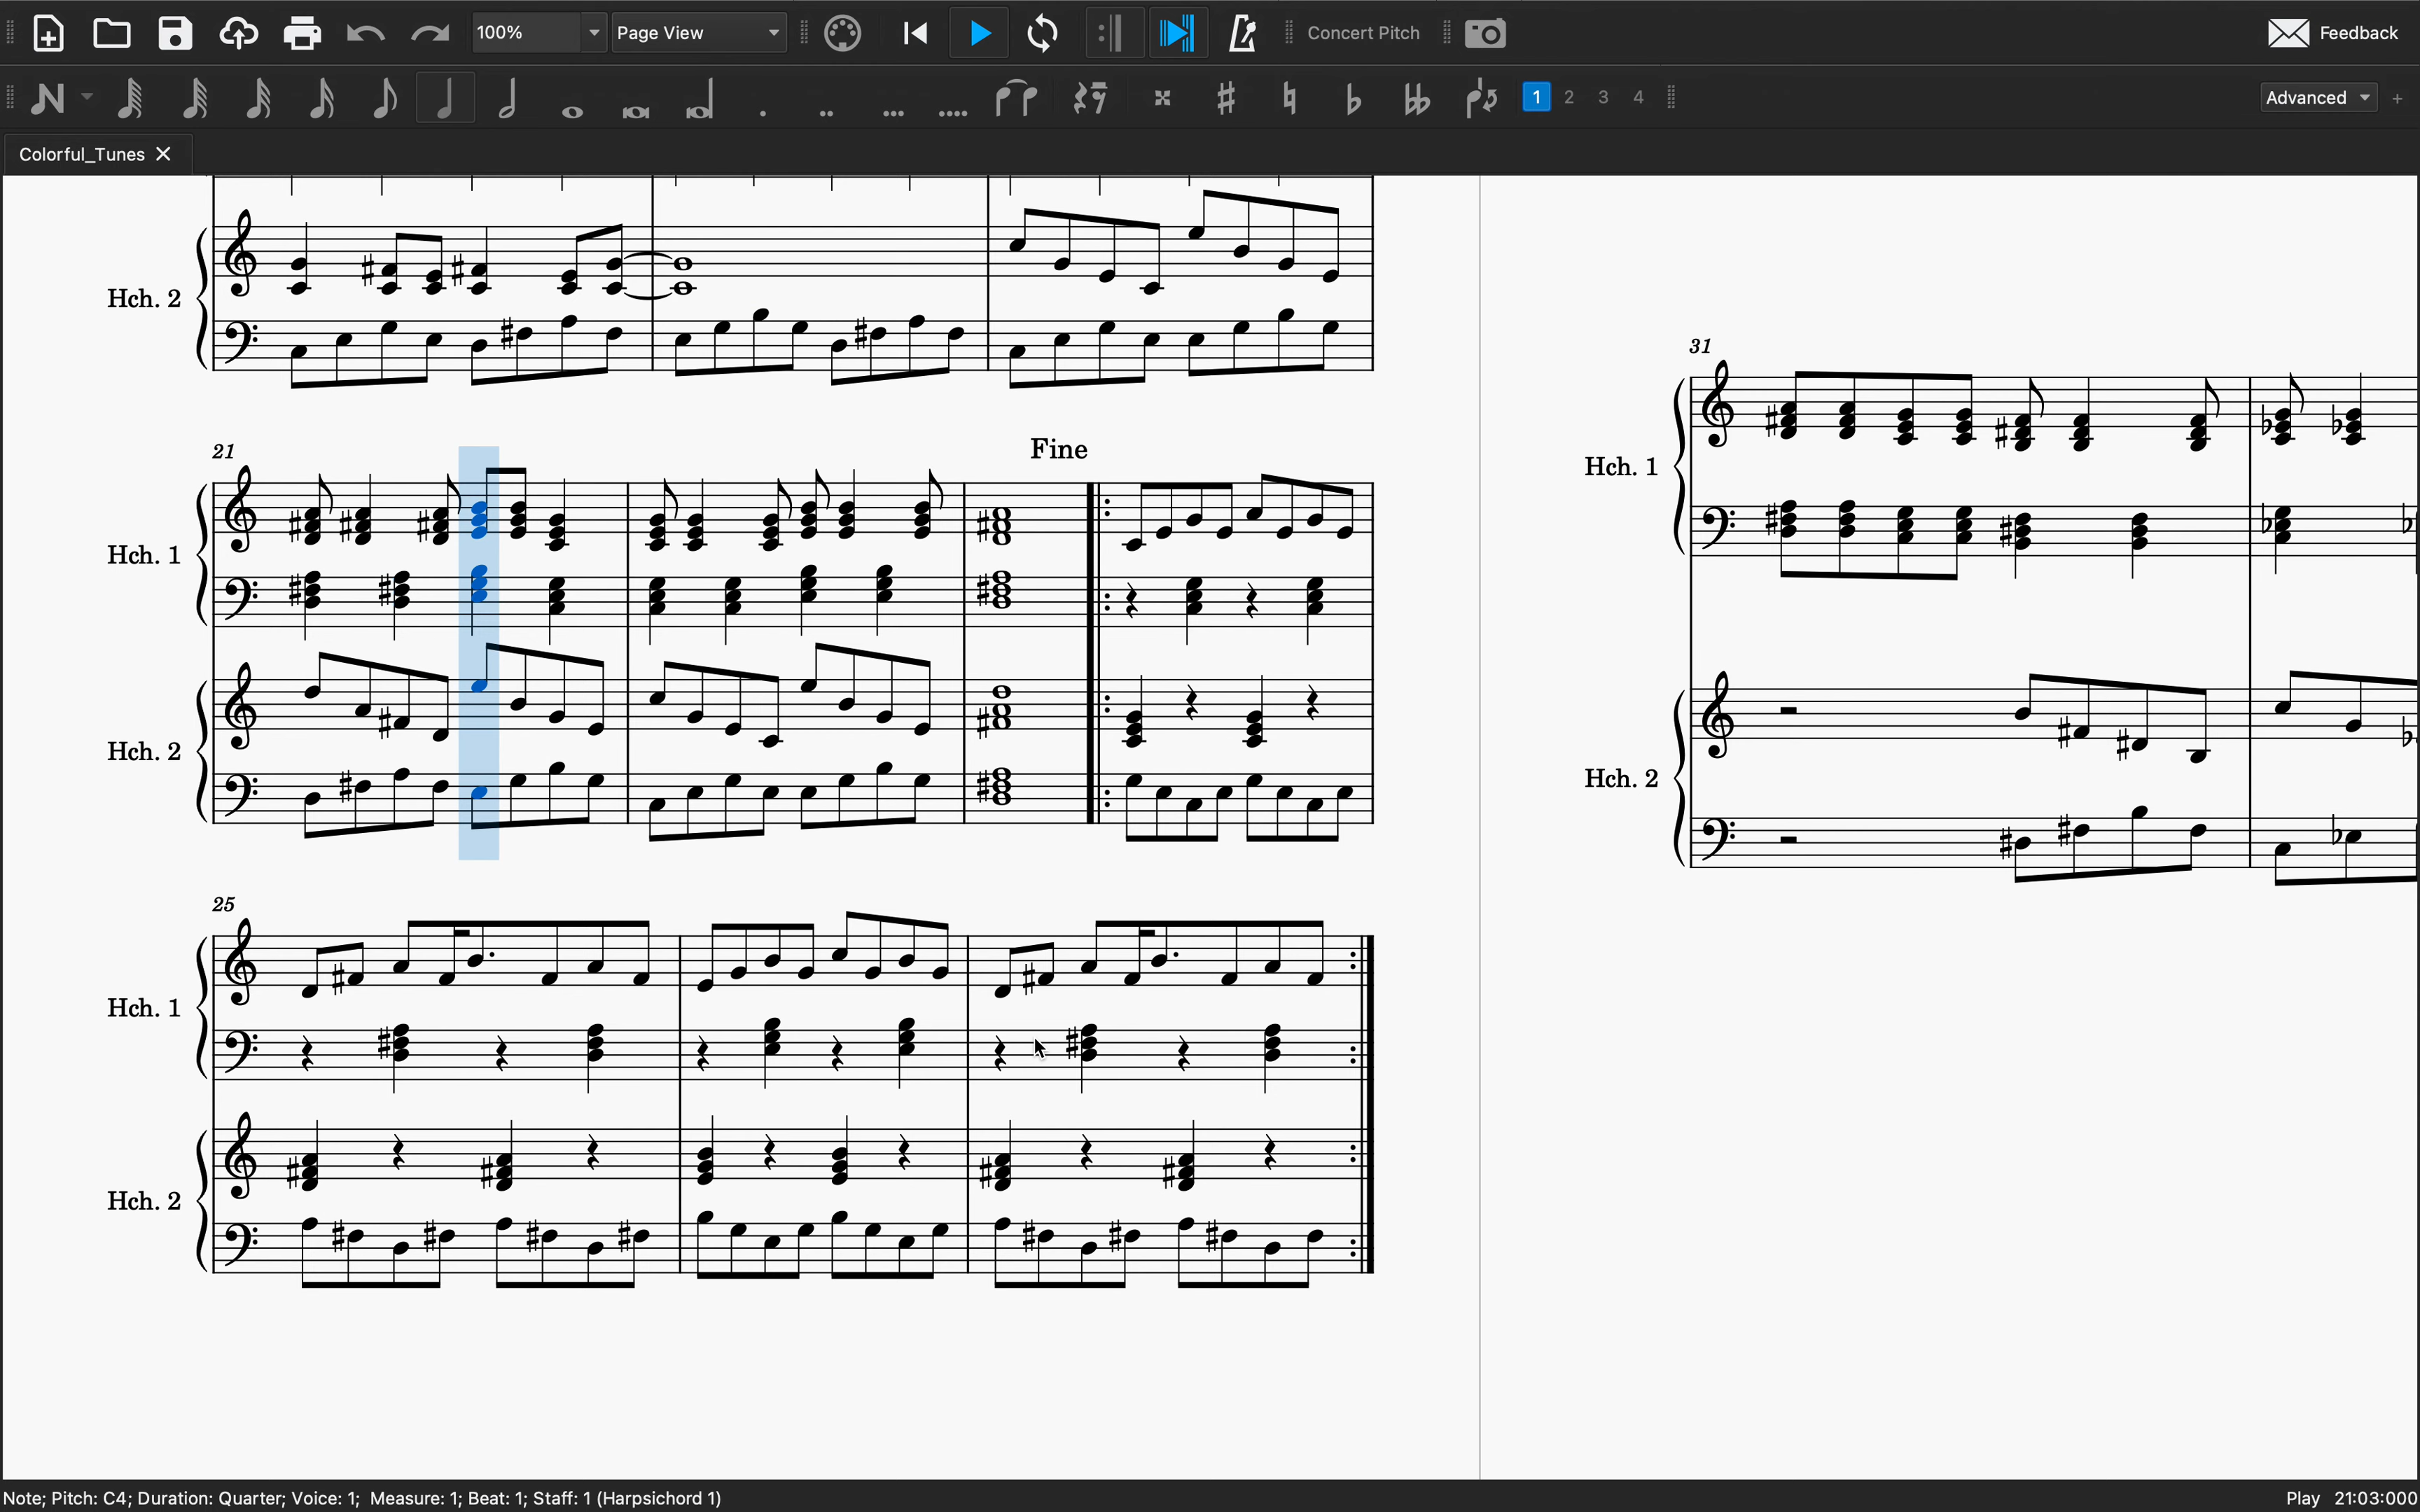 100%
Page View
Concert Pitch
Feedback
1 2 3 4
Advanced
Colorful_Tunes
Hch. 2
31
Hch. 1
Hch. 2
21
Fine
Hch. 1
Hch. 2
25
Hch. 1
Hch. 2
Note; Pitch: C4; Duration: Quarter; Voice: 1; Measure: 1; Beat: 1; Staff: 1 (Harpsichord 1)
Play 21:03:000